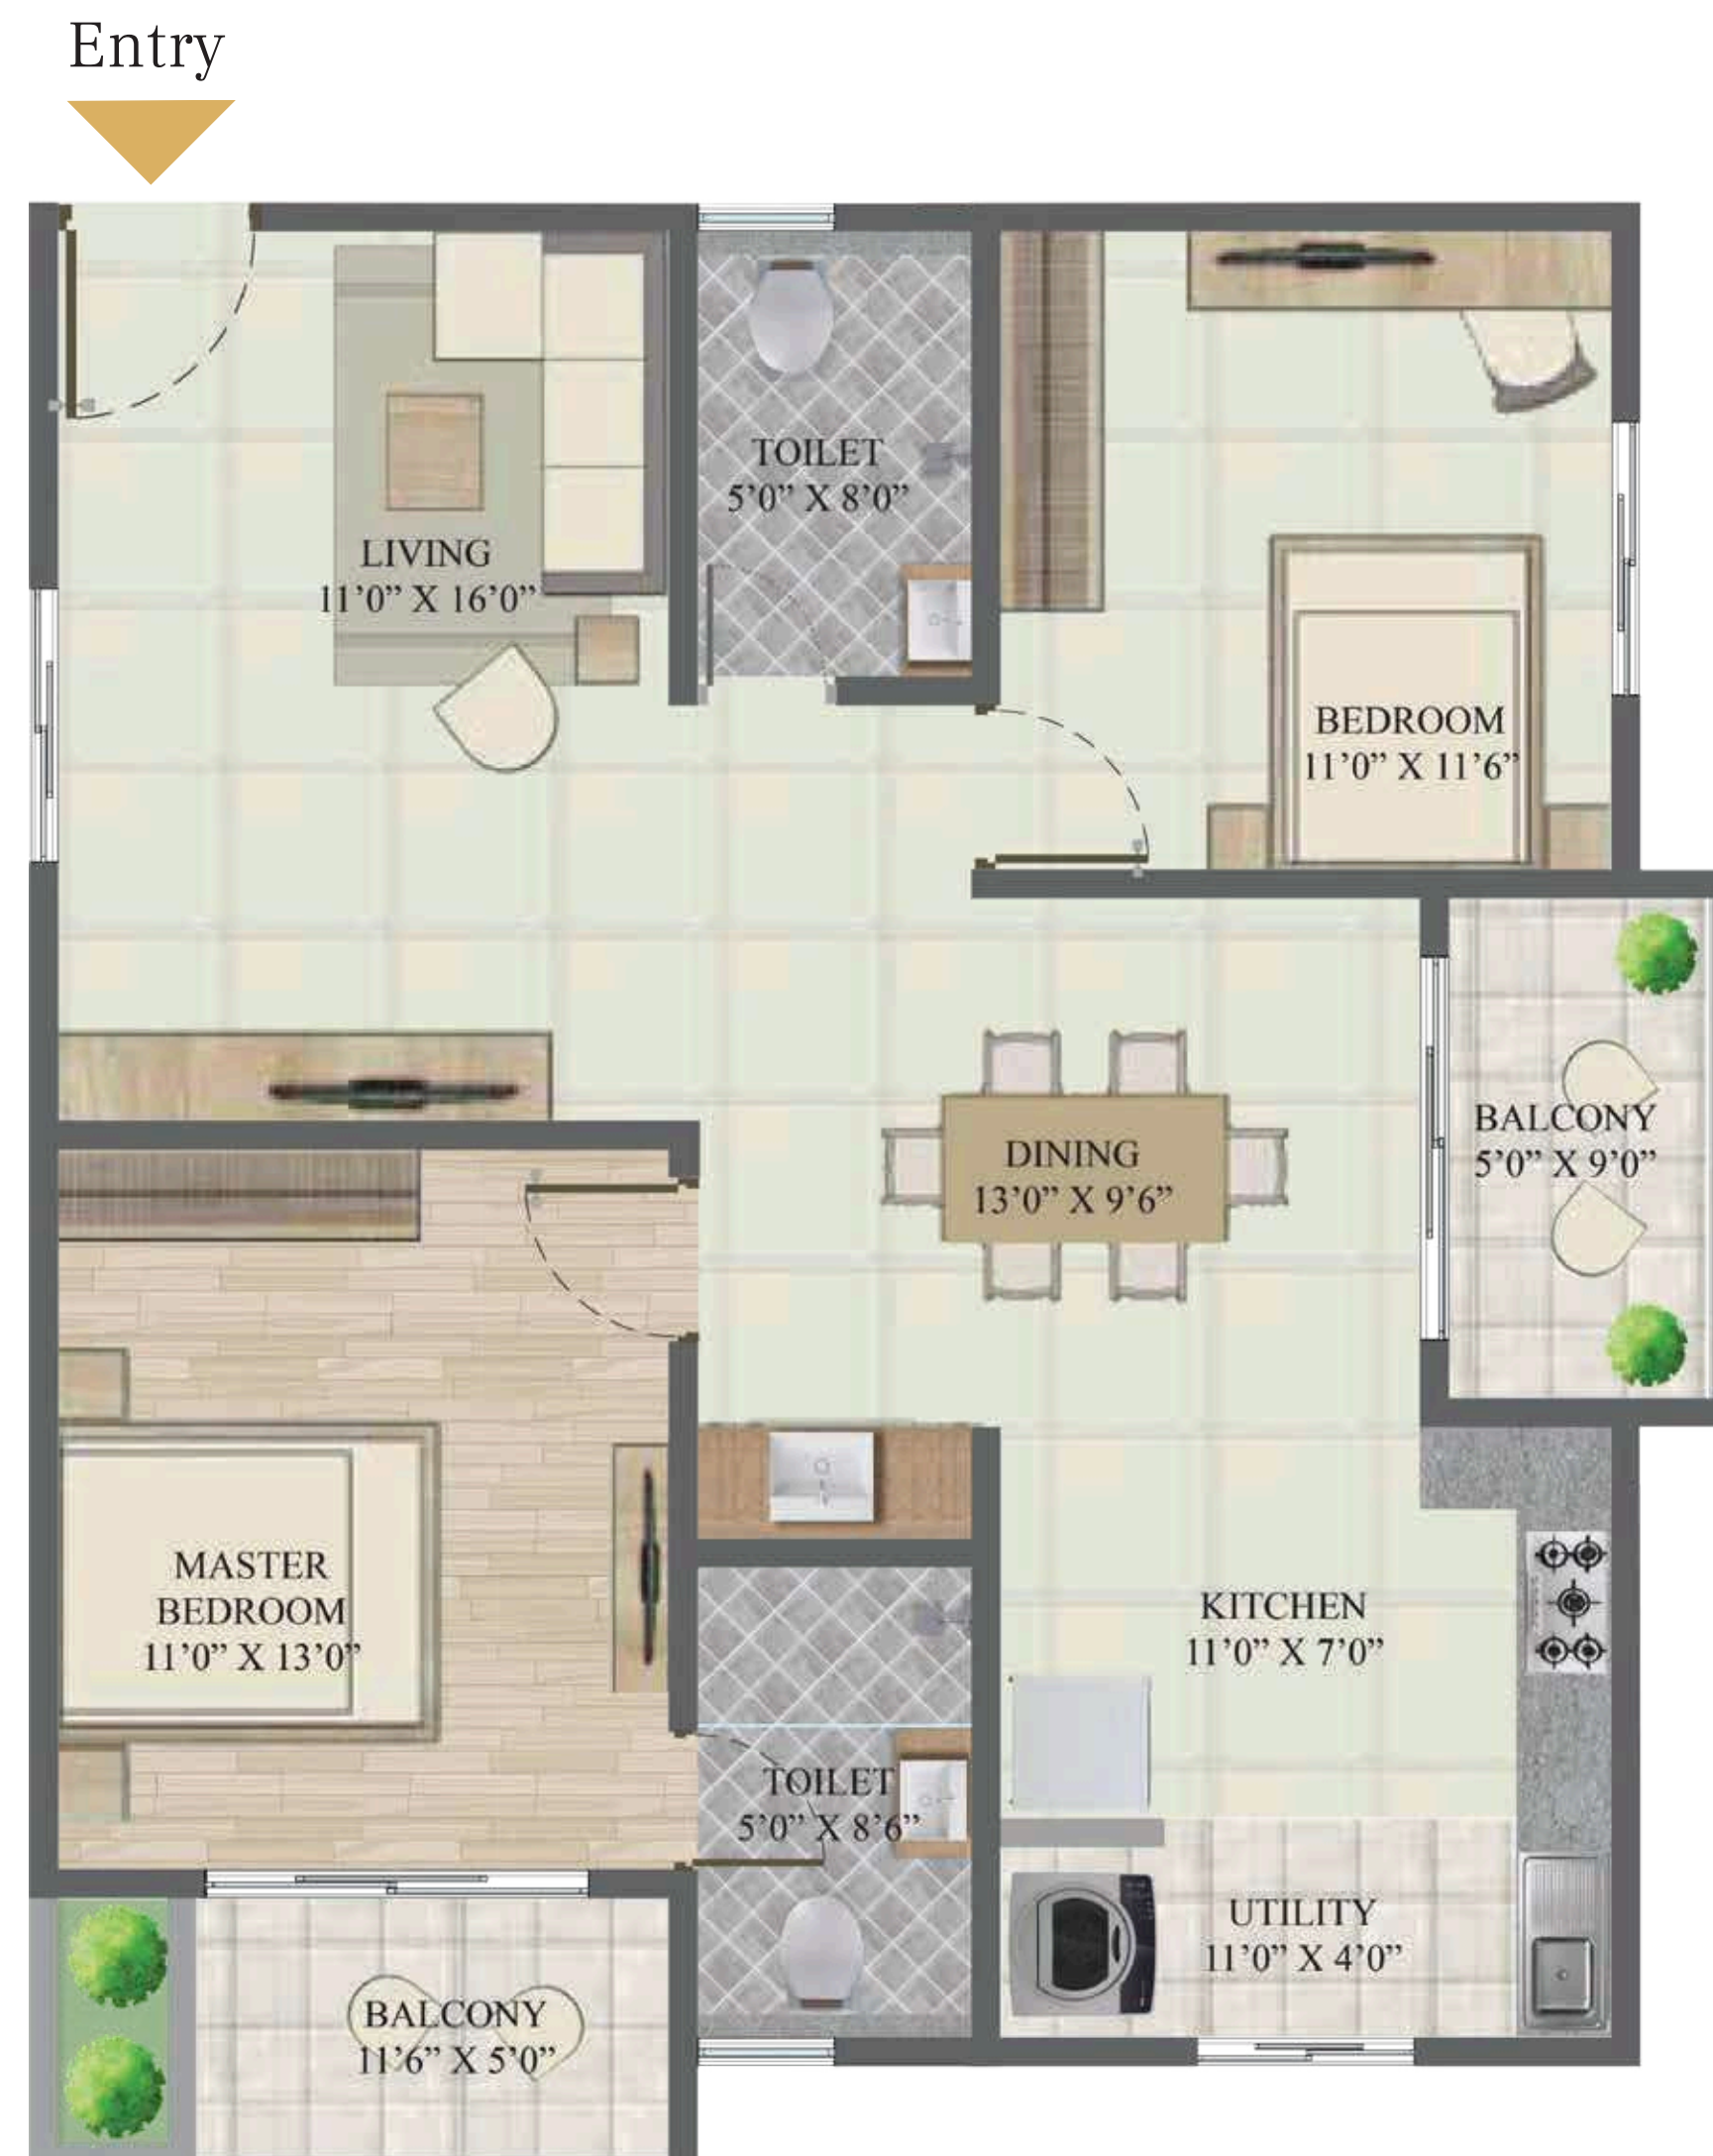 Entry
TOILET
5’0” X 8’0”
LIVING
11’0” X 16’0”
BEDROOM
11’0” X 11’6”
BALCONY
5’0” X 9’0”
DINING
13’0” X 9’6”
MASTER
BEDROOM
11’0” X 13’0”
KITCHEN
11’0” X 7’0”
TOILET
5’0” X 8’6”
UTILITY
11’0” X 4’0”
BALCONY
11’6” X 5’0”